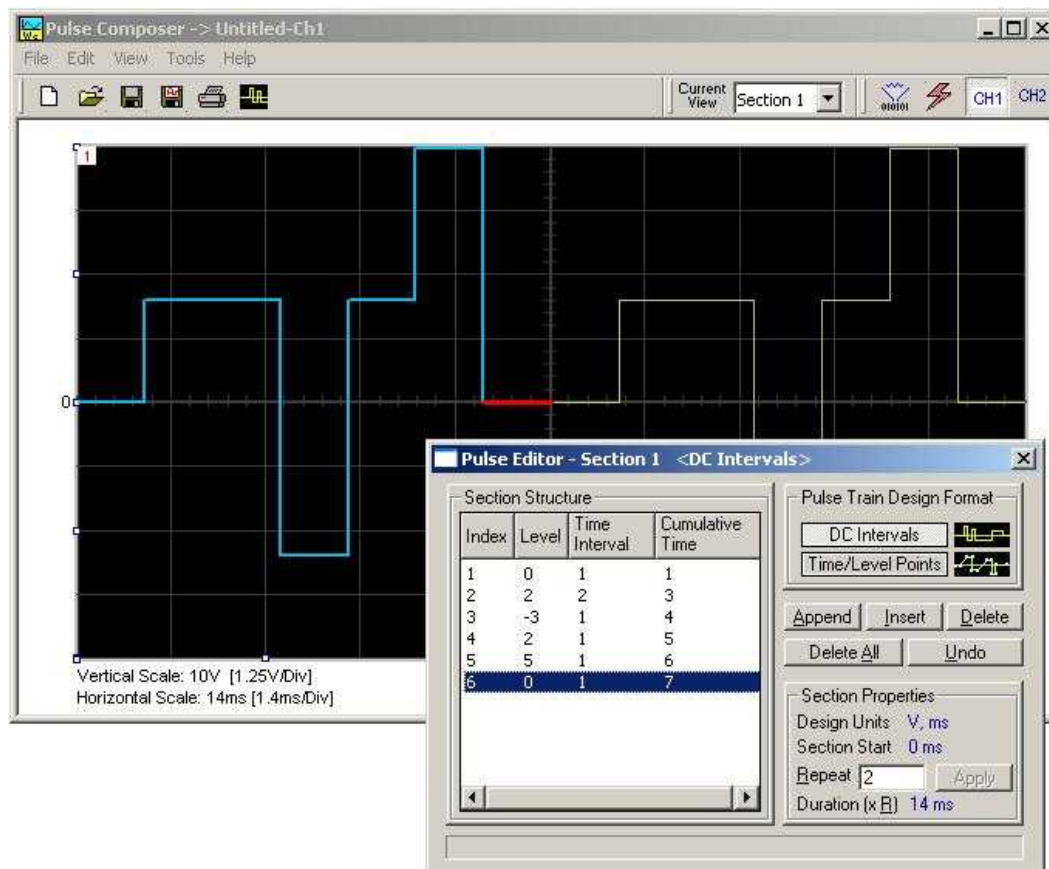 Pulse Composer -> Untitled-Ch1
File Edit View Tools Help
Current View Section 1 CH1 CH2
1
0
Vertical Scale: 10V [1.25V/Div]
Horizontal Scale: 14ms [1.4ms/Div]
Pulse Editor - Section 1 <DC Intervals>
Section Structure
Index Level Time Interval Cumulative Time
1 0 1 1
2 2 2 3
3 -3 1 4
4 2 1 5
5 5 1 6
6 0 1 7
Pulse Train Design Format
DC Intervals
Time/Level Points
Append Insert Delete
Delete All Undo
Section Properties
Design Units V, ms
Section Start 0 ms
Repeat 2 Apply
Duration (x R) 14 ms